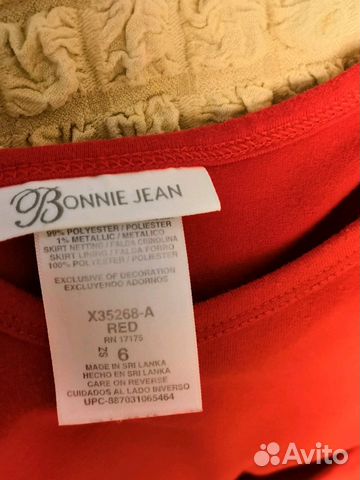 BONNIE JEAN
99% POLYESTER / POLIESTER
1% METALLIC / METALICO
SKIRT NETTING / FALDA CRINOLINA
SKIRT LINING / FALDA FORRO
100% POLYESTER / POLIESTER
EXCLUSIVE OF DECORATION
EXCLUYENDO ADORNOS
X35268-A
RED
RN 17175
SZ 6
MADE IN SRI LANKA
HECHO EN SRI LANKA
CARE ON REVERSE
CUIDADOS AL LADO INVERSO
UPC-887031065464
Avito